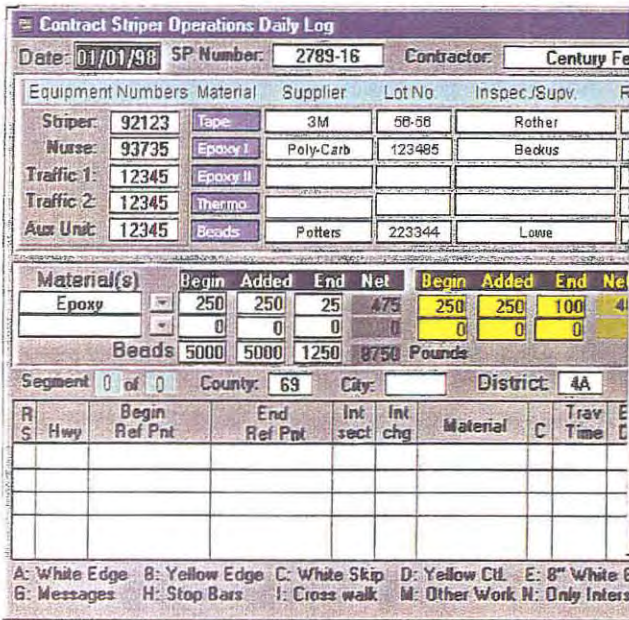 Contract Striper Operations Daily Log
Date: 01/01/98 SP Number: 2789-16 Contractor: Century Fe
Equipment Numbers Material Supplier Lot No. Inspec./Supv. R
Striper: 92123 Tape 3M 56-56 Rother
Nurse: 93735 Epoxy I Poly-Carb 123485 Beckus
Traffic 1: 12345 Epoxy II
Traffic 2: 12345 Thermo
Aux Unit: 12345 Beads Potters 223344 Lowe
Material(s) Begin Added End Net Begin Added End Net
Epoxy 250 250 25 475 250 250 100 4
0 0 0 0 0 0 0
Beads 5000 5000 1250 8750 Pounds
Segment 0 of 0 County: 69 City: District: 4A
R S Hwy Begin Ref Pnt End Ref Pnt Int sect Int chg Material C Trav Time E
A: White Edge B: Yellow Edge C: White Skip D: Yellow Ctl. E: 8" White
G: Messages H: Stop Bars I: Cross walk M: Other Work N: Only Inters